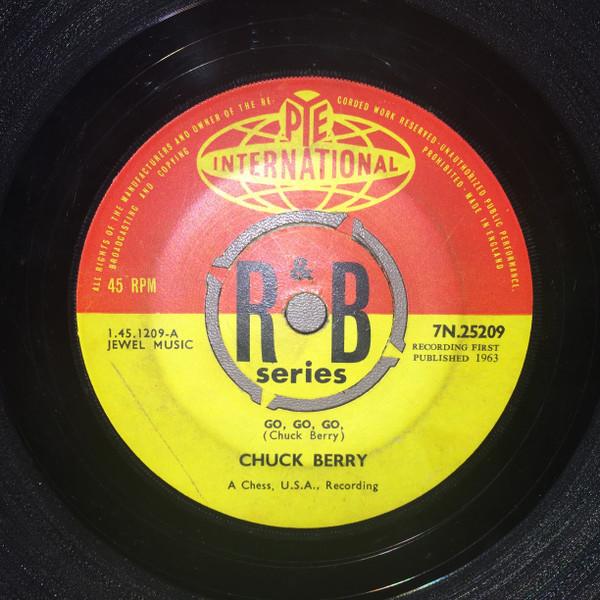 ALL RIGHTS OF THE MANUFACTURERS AND OWNER OF THE RE-
CORDED WORK RESERVED·UNAUTHORIZED PUBLIC PERFORMANCE,
BROADCASTING AND COPYING
PROHIBITED·MADE IN ENGLAND
PYE
INTERNATIONAL
45 RPM
R & B
series
1.45.1209-A
JEWEL MUSIC
7N.25209
RECORDING FIRST
PUBLISHED 1963
GO, GO, GO,
(Chuck Berry)
CHUCK BERRY
A Chess, U.S.A., Recording